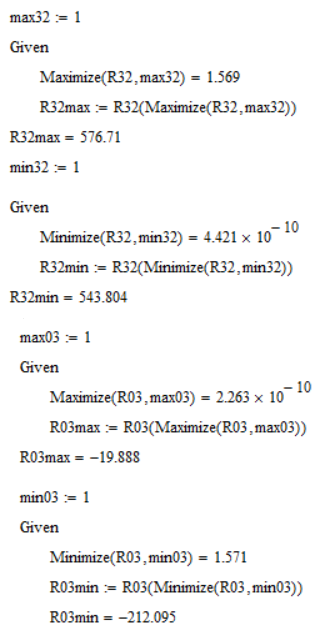 max32 := 1
Given
Maximize(R32,max32) = 1.569
R32max := R32(Maximize(R32,max32))
R32max = 576.71
min32 := 1
Given
Minimize(R32,min32) = 4.421 × 10^−10
R32min := R32(Minimize(R32,min32))
R32min = 543.804
max03 := 1
Given
Maximize(R03,max03) = 2.263 × 10^−10
R03max := R03(Maximize(R03,max03))
R03max = −19.888
min03 := 1
Given
Minimize(R03,min03) = 1.571
R03min := R03(Minimize(R03,min03))
R03min = −212.095